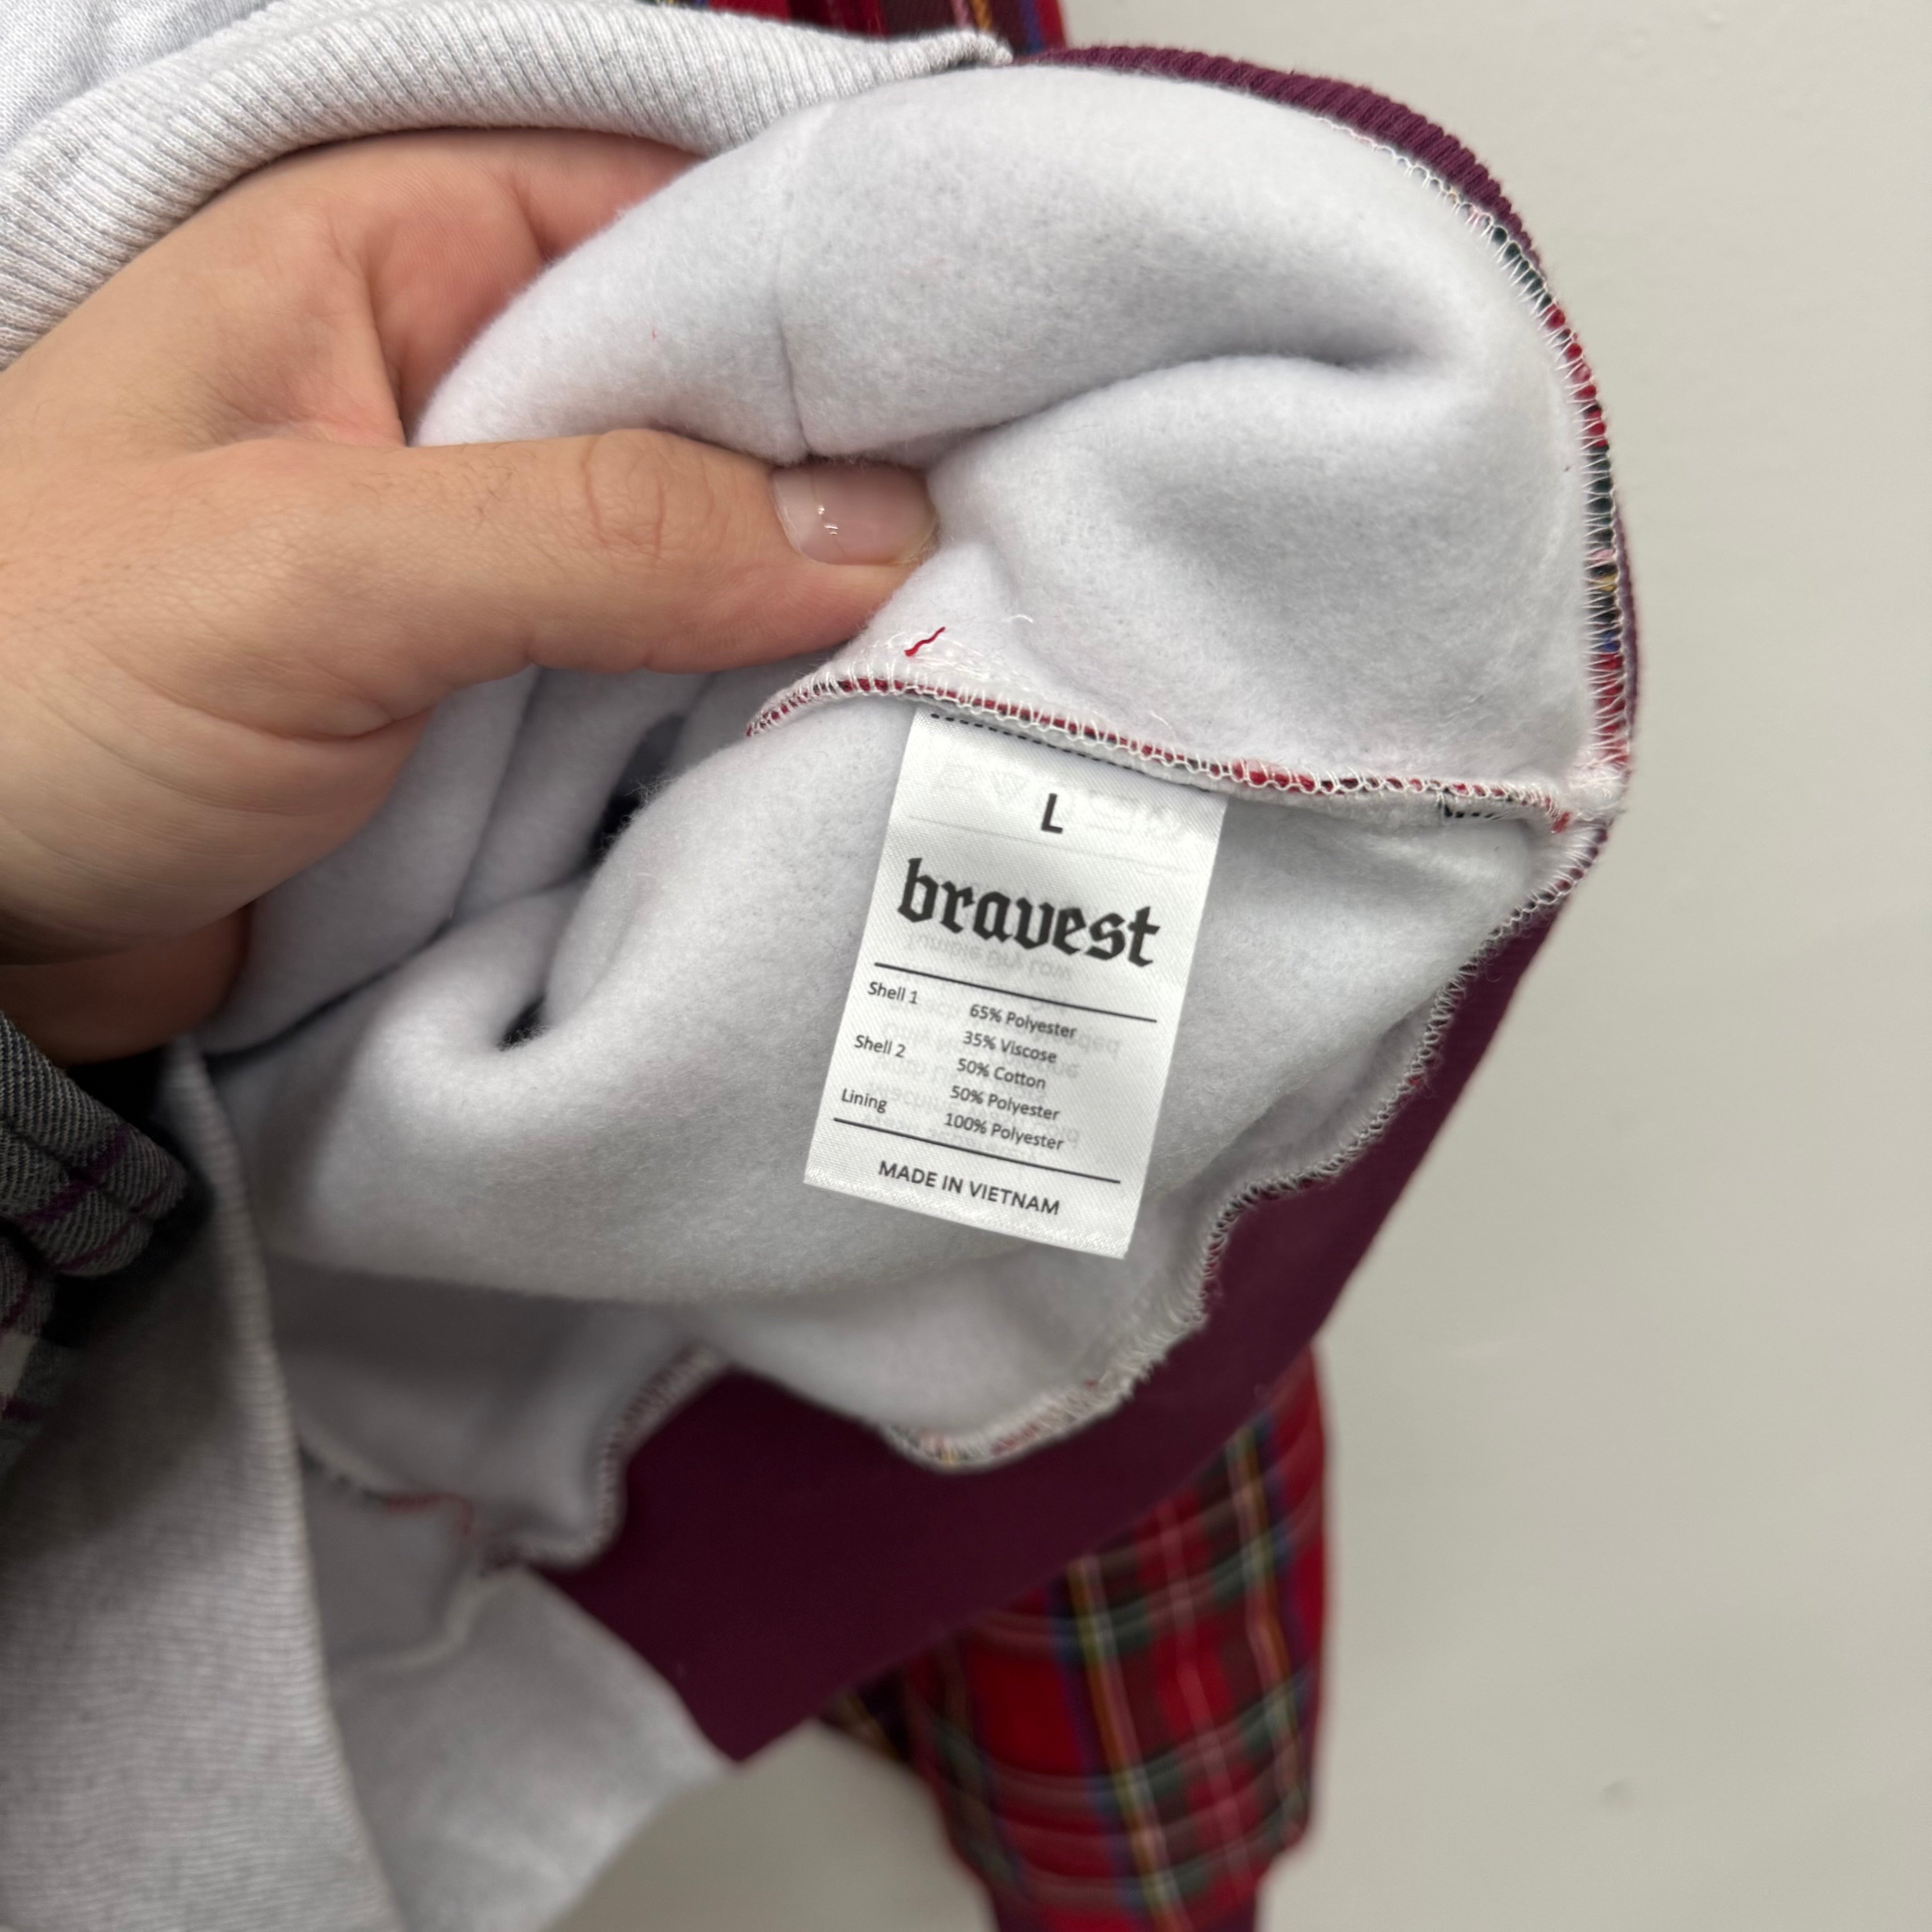 L
bravest
Shell 1
65% Polyester
35% Viscose
Shell 2
50% Cotton
50% Polyester
Lining
100% Polyester
MADE IN VIETNAM